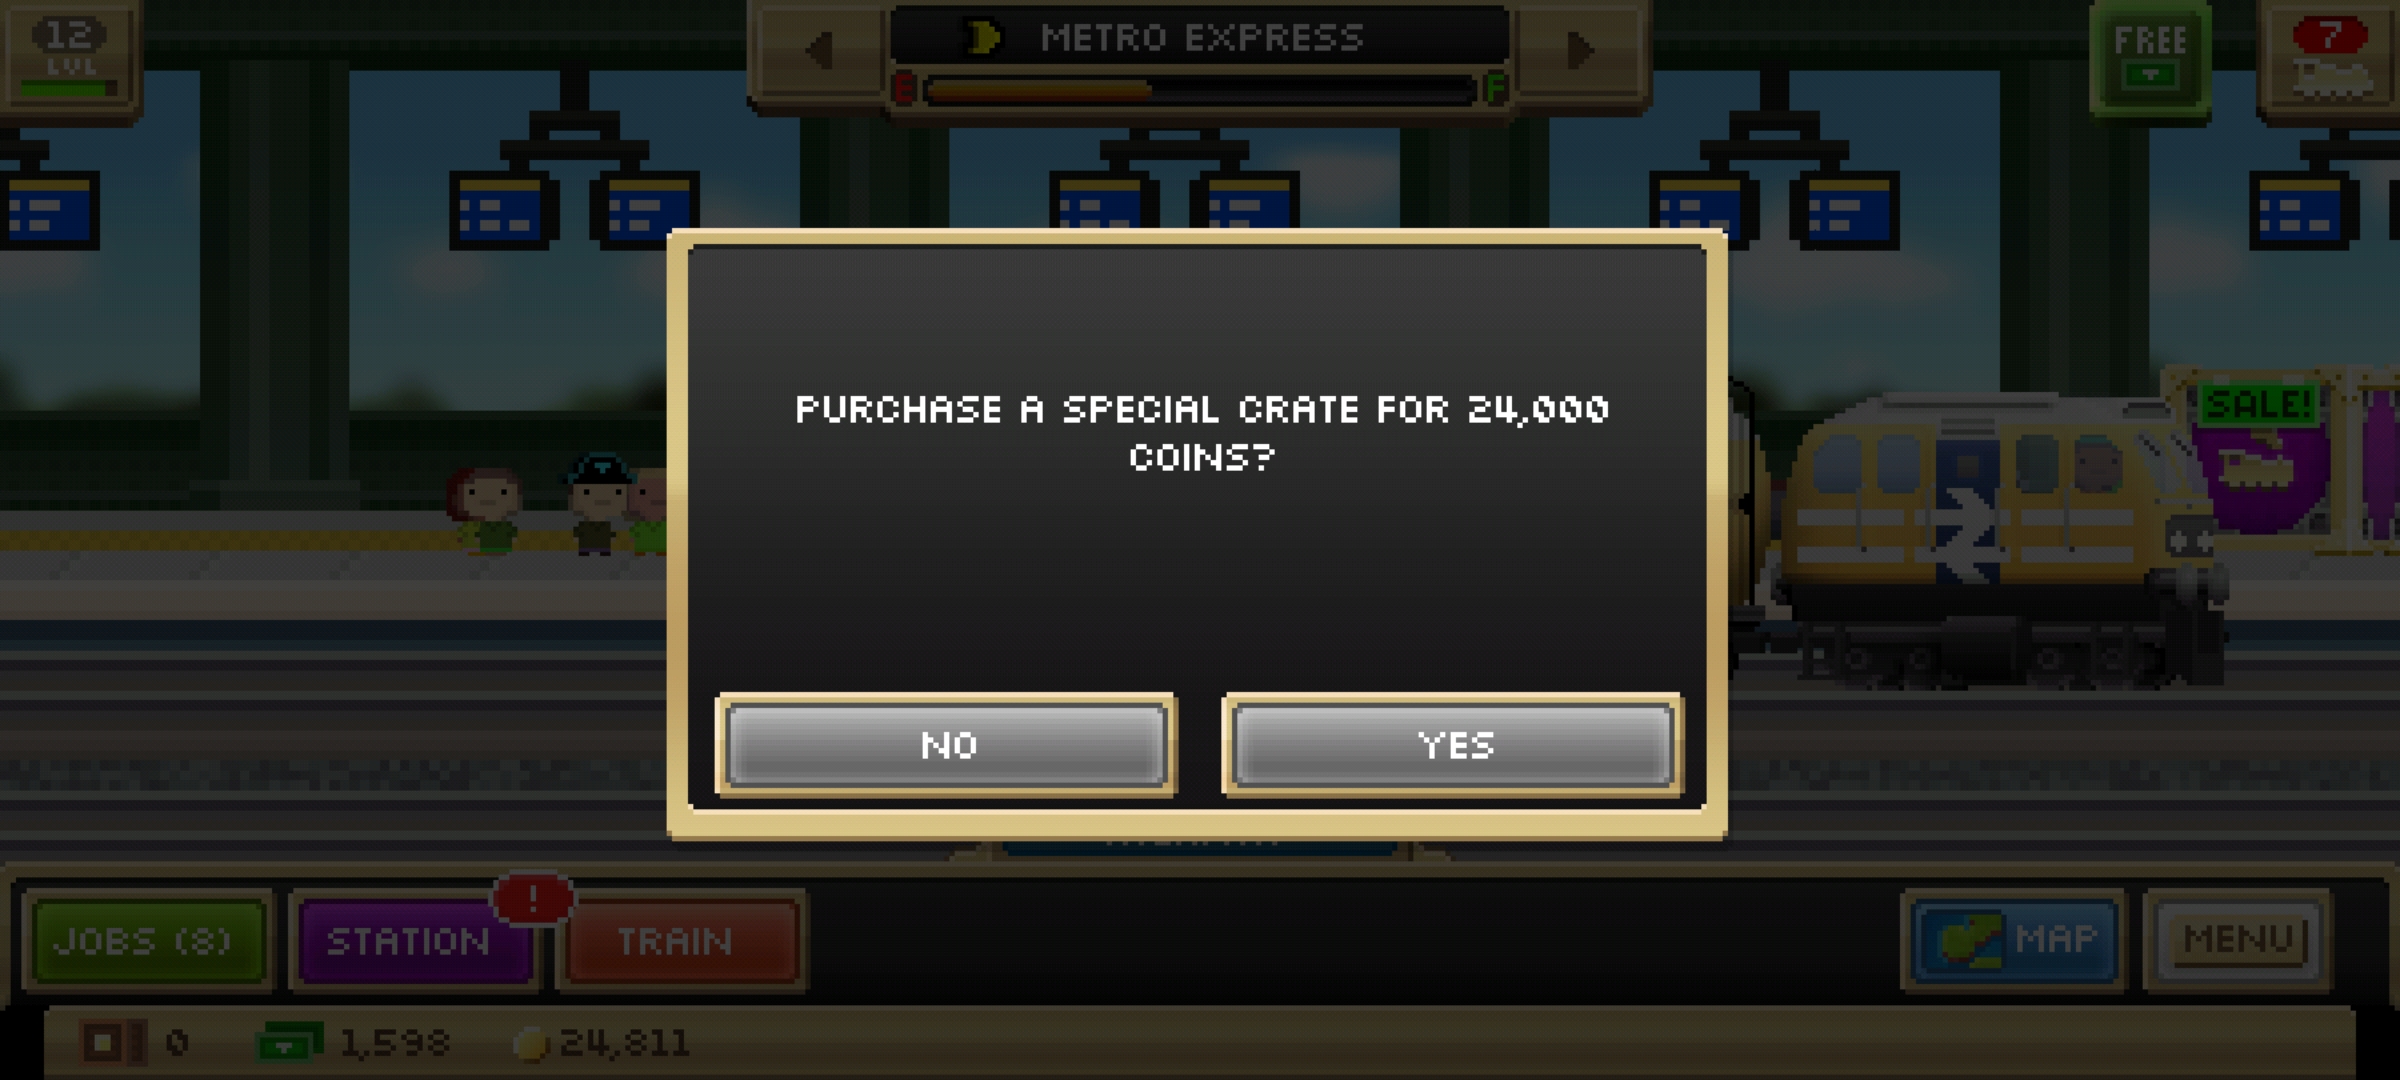 12
LVL
METRO EXPRESS
E F
FREE
7
SALE!
PURCHASE A SPECIAL CRATE FOR 24,000
COINS?
NO YES
JOBS (8) STATION ! TRAIN MAP MENU
0 1,598 24,811